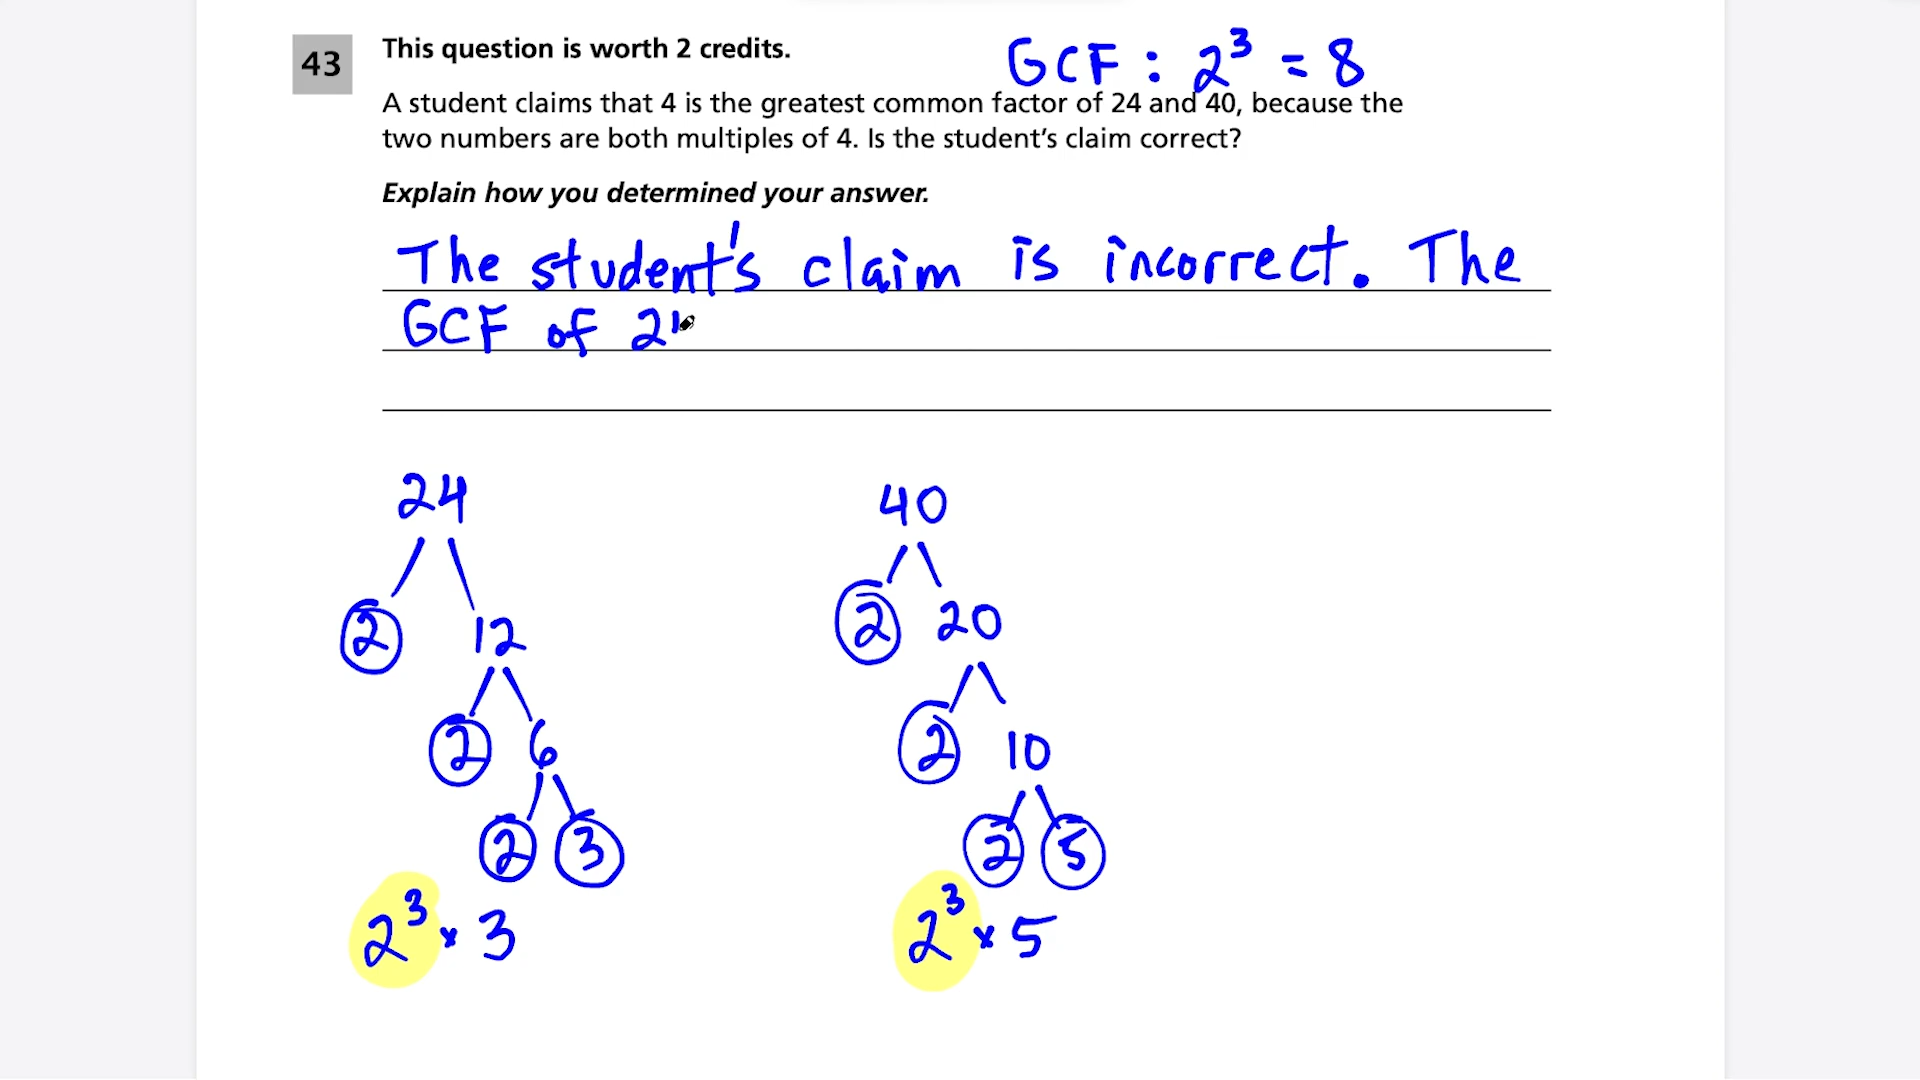 43
This question is worth 2 credits.
GCF : 2³ = 8
A student claims that 4 is the greatest common factor of 24 and 40, because the
two numbers are both multiples of 4. Is the student’s claim correct?
Explain how you determined your answer.
The student's claim is incorrect. The
GCF of 2
24
2 12
2 6
2 3
2³ × 3
40
2 20
2 10
2 5
2³ × 5